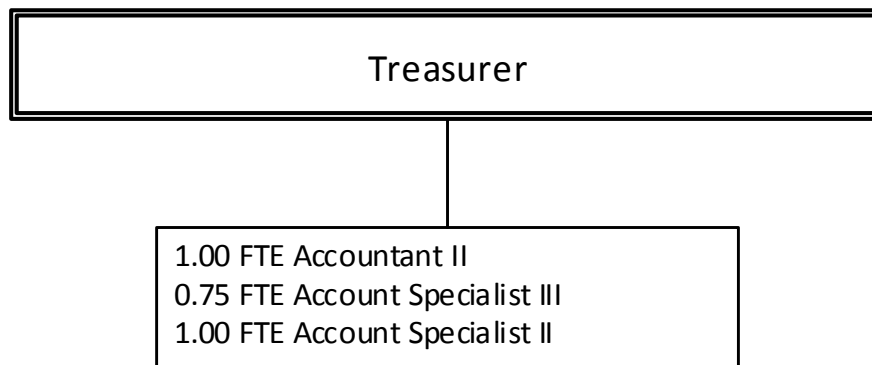 Treasurer
1.00 FTE Accountant II
0.75 FTE Account Specialist III
1.00 FTE Account Specialist II